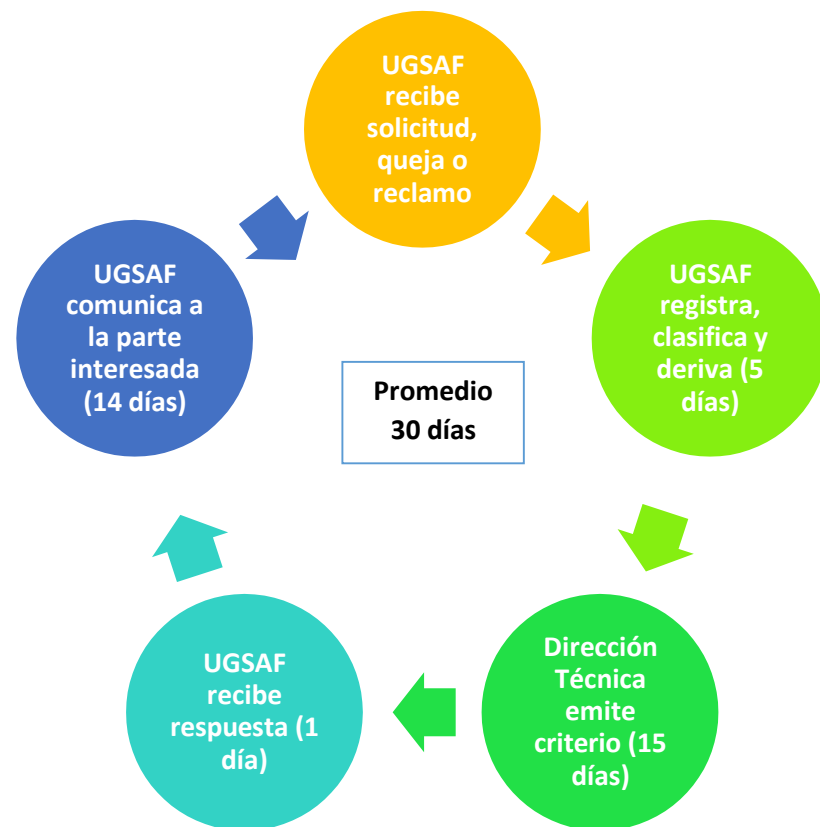 UGSAF
recibe
solicitud,
queja o
reclamo
UGSAF
registra,
clasifica y
deriva (5
días)
Dirección
Técnica
emite
criterio (15
días)
UGSAF
recibe
respuesta (1
día)
UGSAF
comunica a
la parte
interesada
(14 días)
Promedio
30 días